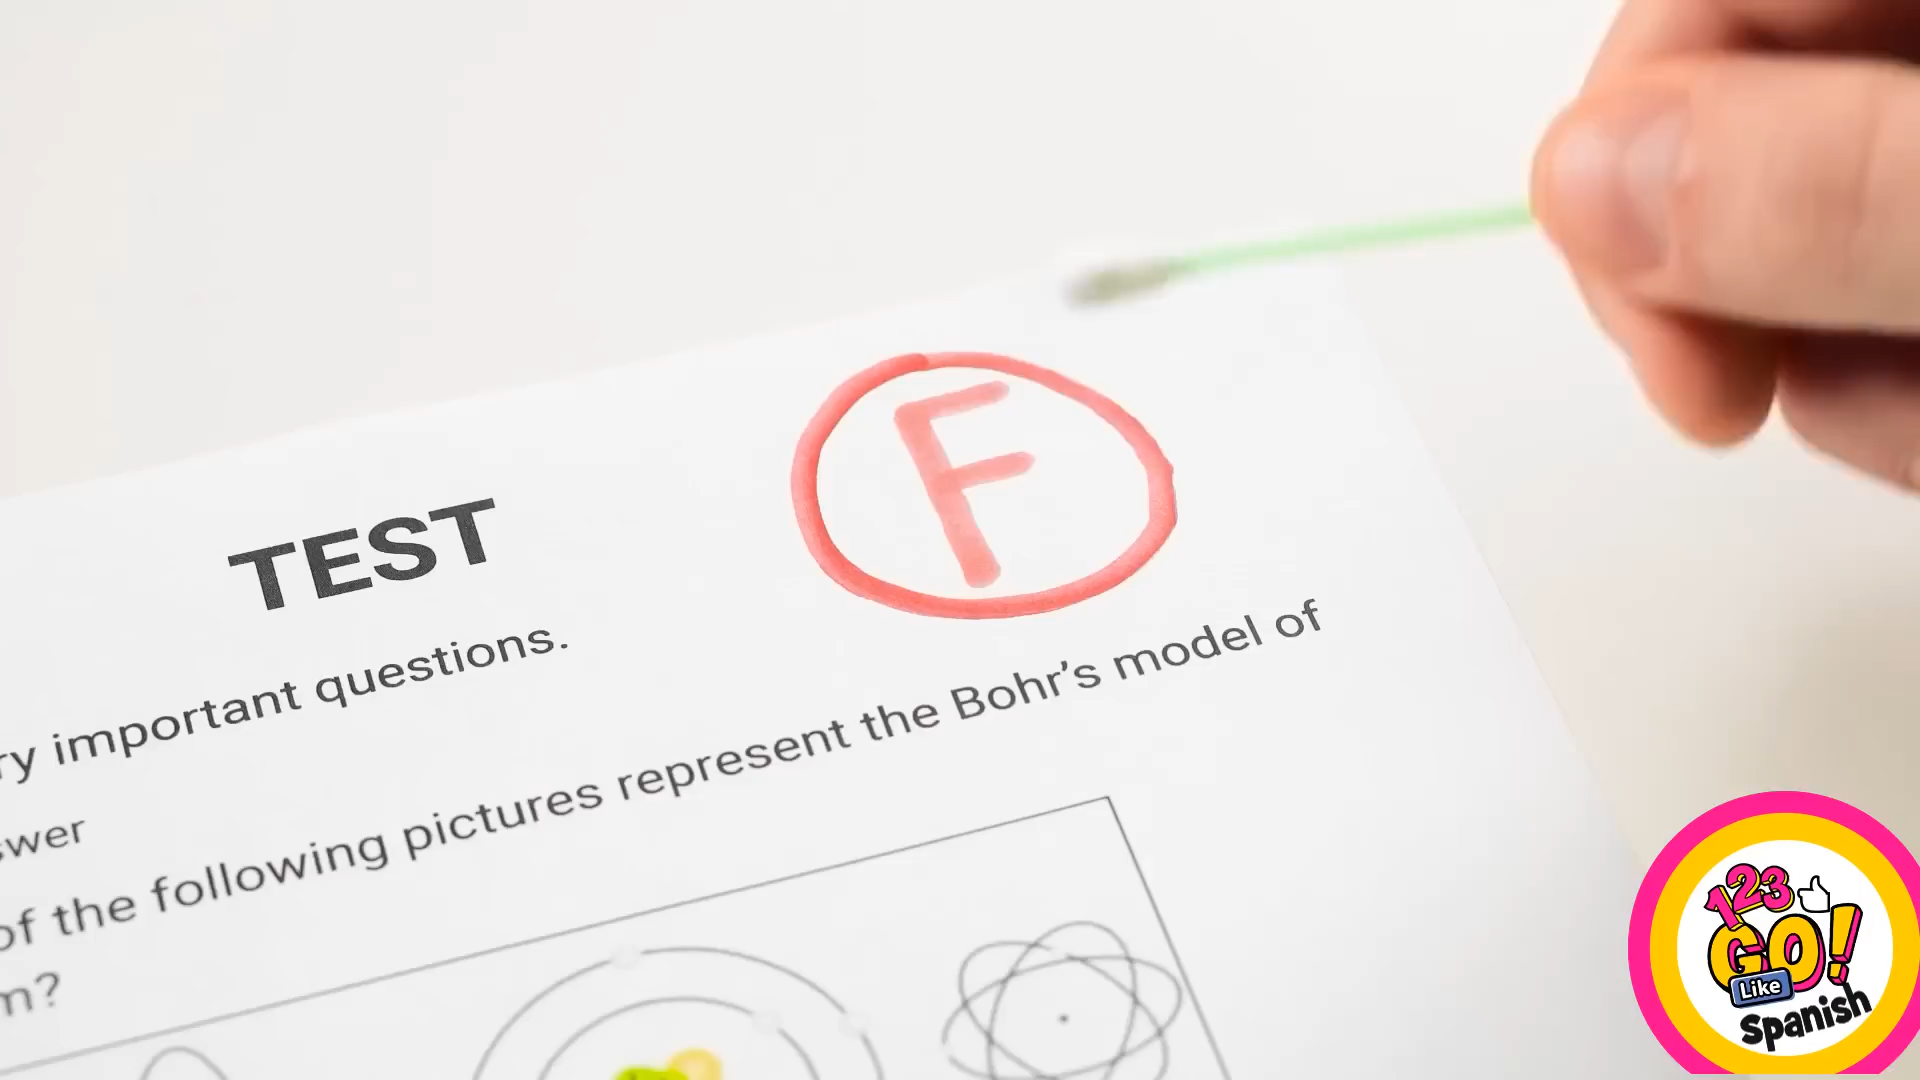 TEST
F
ry important questions.
swer
of the following pictures represent the Bohr's model of
m?
123
GO!
Like
Spanish